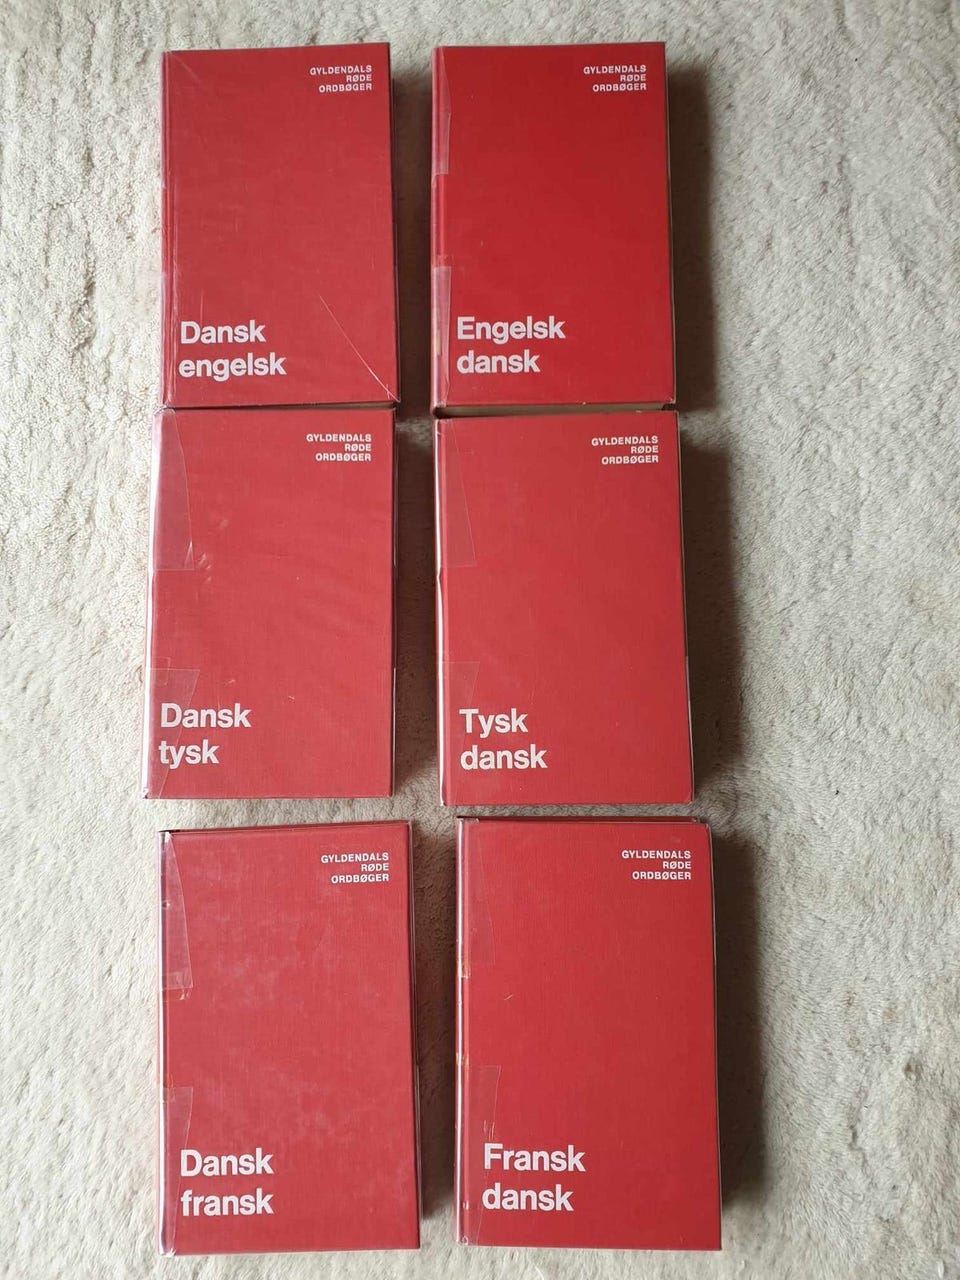 GYLDENDALS
RØDE
ORDBØGER
Dansk
engelsk
GYLDENDALS
RØDE
ORDBØGER
Engelsk
dansk
GYLDENDALS
RØDE
ORDBØGER
Dansk
tysk
GYLDENDALS
RØDE
ORDBØGER
Tysk
dansk
GYLDENDALS
RØDE
ORDBØGER
Dansk
fransk
GYLDENDALS
RØDE
ORDBØGER
Fransk
dansk